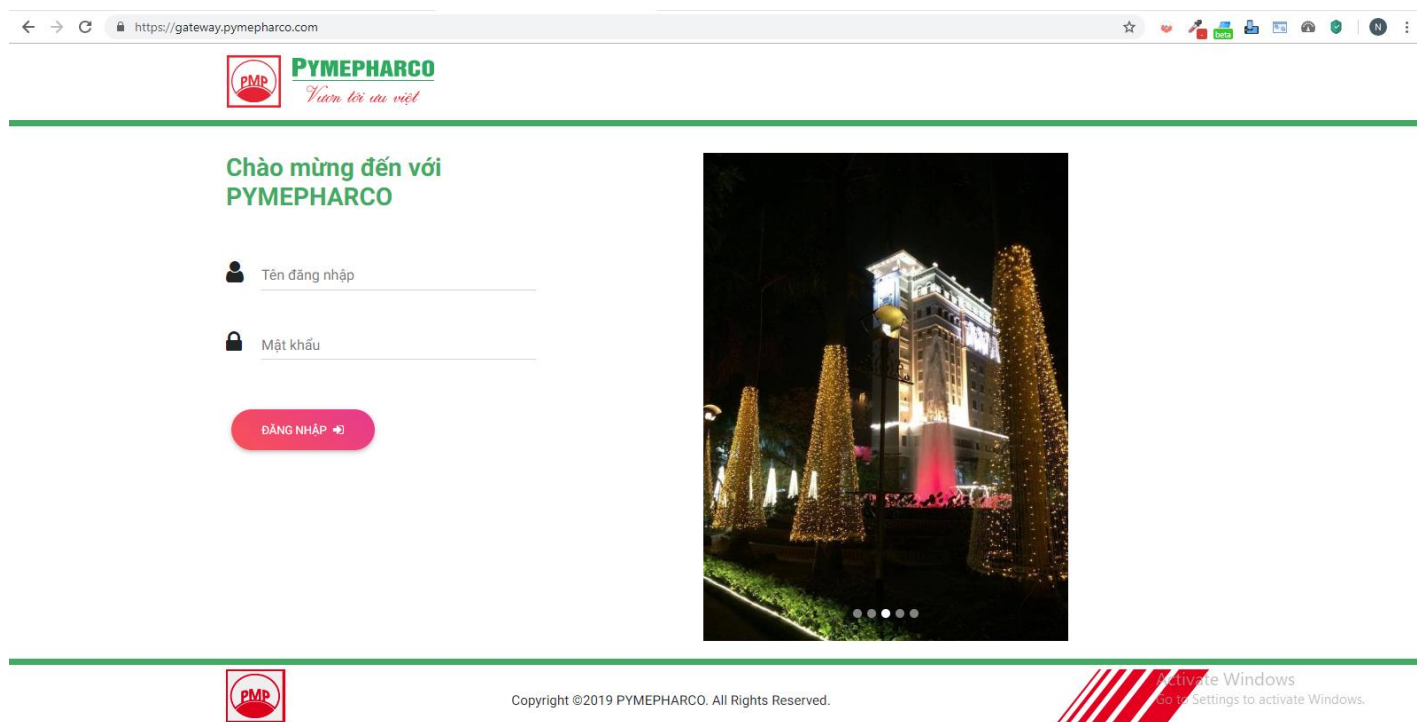 https://gateway.pymepharco.com
beta
N
PMP
PYMEPHARCO
Vươn tới ưu việt
Chào mừng đến với
PYMEPHARCO
Tên đăng nhập
Mật khẩu
ĐĂNG NHẬP
PMP
Copyright ©2019 PYMEPHARCO. All Rights Reserved.
Activate Windows
Go to Settings to activate Windows.